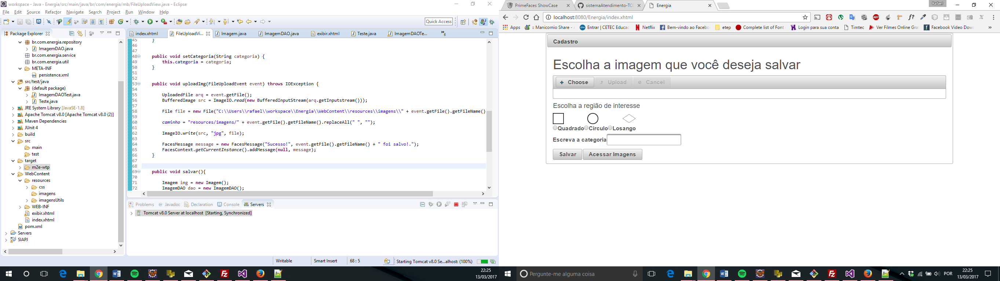 workspace - Java - Energia/src/main/java/br/com/energia/mb/FileUploadView.java - Eclipse
File Edit Source Refactor Navigate Search Project Run Window Help
Quick Access
Package Explorer
br.com.energia.repository
ImagemDAO.java
br.com.energia.service
br.com.energia.util
META-INF
persistence.xml
src/test/java
(default package)
ImagemDAOTest.java
Teste.java
JRE System Library [JavaSE-1.8]
Apache Tomcat v8.0 [Apache Tomcat v8.0 (2)]
Maven Dependencies
JUnit 4
build
src
main
test
target
m2e-wtp
WebContent
resources
css
imagens
imagensUtils
WEB-INF
exibir.xhtml
index.xhtml
pom.xml
Servers
SIAPJ
index.xhtml FileUploadVi... Imagem.java ImagemDAO.java exibir.xhtml Teste.java ImagemDAOTe... »6
45 }
46
47
48 public void setCategoria(String categoria) {
49 this.categoria = categoria;
50 }
51
52
53 public void uploadImg(FileUploadEvent event) throws IOException {
54
55 UploadedFile arq = event.getFile();
56 BufferedImage src = ImageIO.read(new BufferedInputStream(arq.getInputstream()));
57
58 File file = new File("C:\\Users\\rafael\\workspace\\Energia\\WebContent\\resources\\imagens\\" + event.getFile().getFileName()
59
60 caminho = "resources/imagens/" + event.getFile().getFileName().replaceAll(" ", "");
61
62 ImageIO.write(src, "jpg", file);
63
64 FacesMessage message = new FacesMessage("Sucesso!", event.getFile().getFileName() + " foi salvo!.");
65 FacesContext.getCurrentInstance().addMessage(null, message);
66 }
67
68
69 public void salvar(){
70
71 Imagem img = new Imagem();
72 ImagemDAO dao = new ImagemDAO();
Problems Javadoc Declaration Console Servers
Tomcat v8.0 Server at localhost [Starting, Synchronized]
Writable Smart Insert 68 : 5 Starting Tomcat v8.0 Se...alhost: (100%)
22:25
13/03/2017
PrimeFaces ShowCase sistemaAtendimento-TCC Energia Rafael
localhost:8080/Energia/index.xhtml
Apps :: Manicomio Share - Entrar | CETEC Educac Netflix Bem-vindo ao Facebo etep Complete list of Font Login para sua conta Timtec Ver Filmes Online Gra Facebook Video Dow »
Cadastro
Escolha a imagem que você deseja salvar
Choose Upload Cancel
Escolha a região de interesse
Quadrado Circulo Losango
Escreva a categoria
Salvar Acessar Imagens
Pergunte-me alguma coisa
POR
22:25
13/03/2017